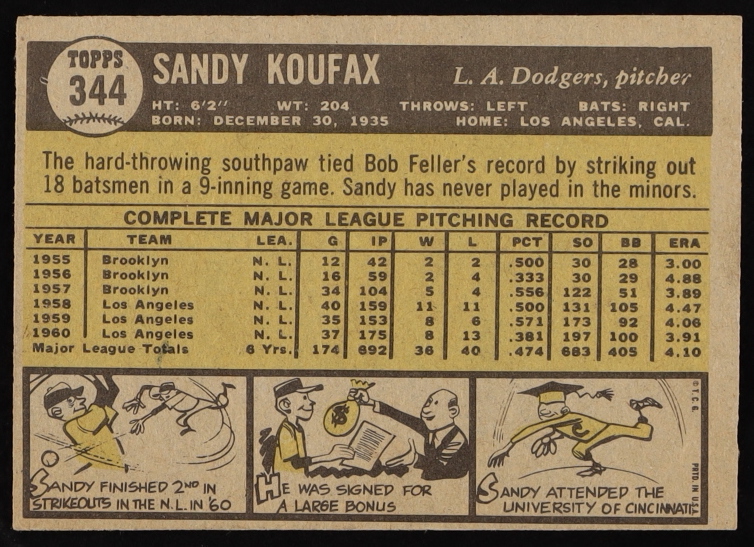 TOPPS
344
SANDY KOUFAX L. A. Dodgers, pitcher
HT: 6'2" WT: 204 THROWS: LEFT BATS: RIGHT
BORN: DECEMBER 30, 1935 HOME: LOS ANGELES, CAL.
The hard-throwing southpaw tied Bob Feller's record by striking out
18 batsmen in a 9-inning game. Sandy has never played in the minors.
COMPLETE MAJOR LEAGUE PITCHING RECORD
YEAR TEAM LEA. G IP W L PCT SO BB ERA
1955 Brooklyn N. L. 12 42 2 2 .500 30 28 3.00
1956 Brooklyn N. L. 16 59 2 4 .333 30 29 4.88
1957 Brooklyn N. L. 34 104 5 4 .556 122 51 3.89
1958 Los Angeles N. L. 40 159 11 11 .500 131 105 4.47
1959 Los Angeles N. L. 35 153 8 6 .571 173 92 4.06
1960 Los Angeles N. L. 37 175 8 13 .381 197 100 3.91
Major League Totals 6 Yrs. 174 692 36 40 .474 683 405 4.10
SANDY FINISHED 2ND IN
STRIKEOUTS IN THE N.L. IN '60
$
HE WAS SIGNED FOR
A LARGE BONUS
SANDY ATTENDED THE
UNIVERSITY OF CINCINNATI.
© T. C. G.
PRTD. IN U.S.A.